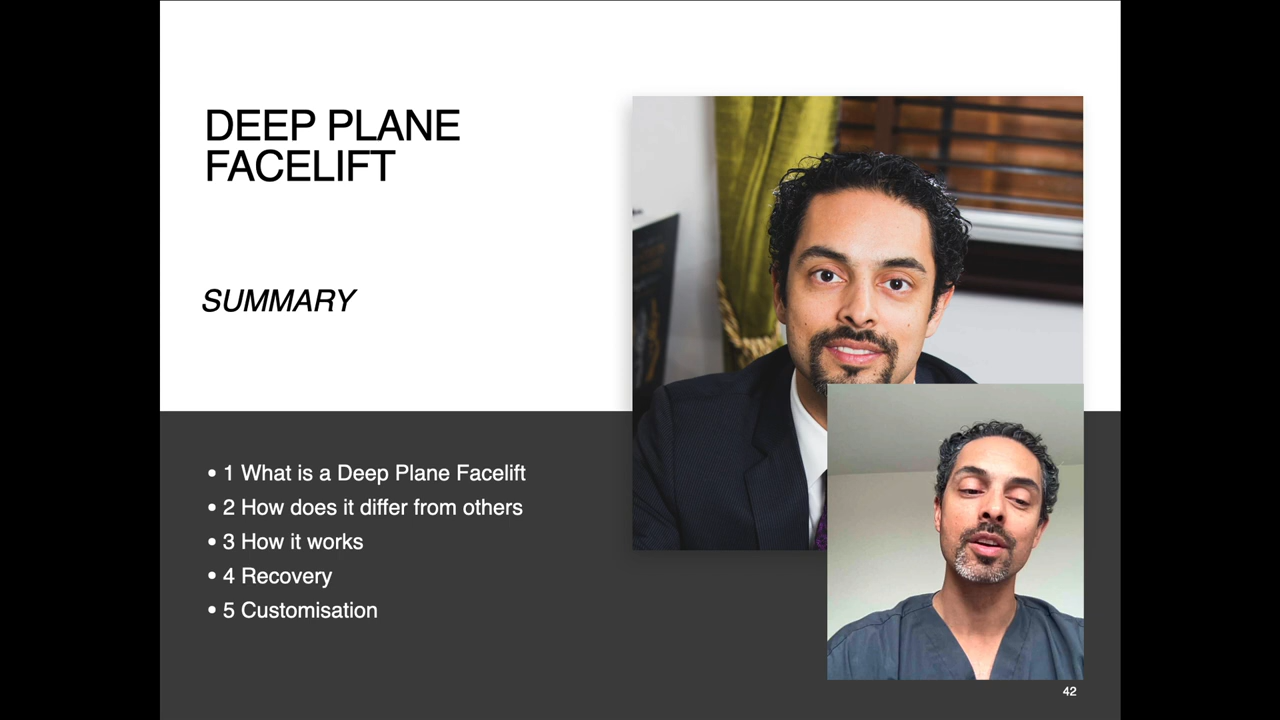 DEEP PLANE
FACELIFT
SUMMARY
• 1 What is a Deep Plane Facelift
• 2 How does it differ from others
• 3 How it works
• 4 Recovery
• 5 Customisation
42